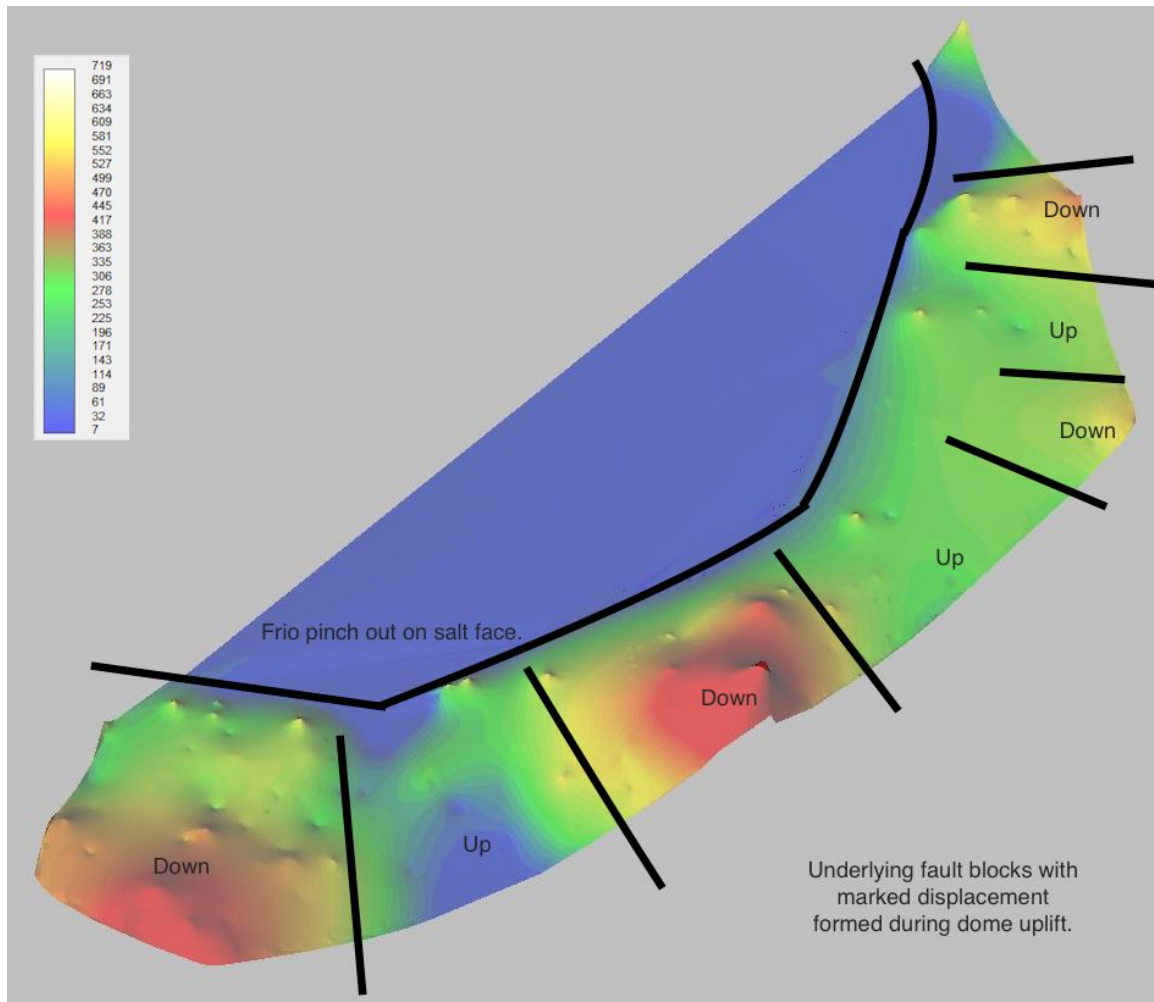 719
691
663
634
609
581
552
527
499
470
445
417
388
363
335
306
278
253
225
196
171
143
114
89
61
32
7
Down
Up
Down
Up
Frio pinch out on salt face.
Down
Up
Down
Underlying fault blocks with
marked displacement
formed during dome uplift.